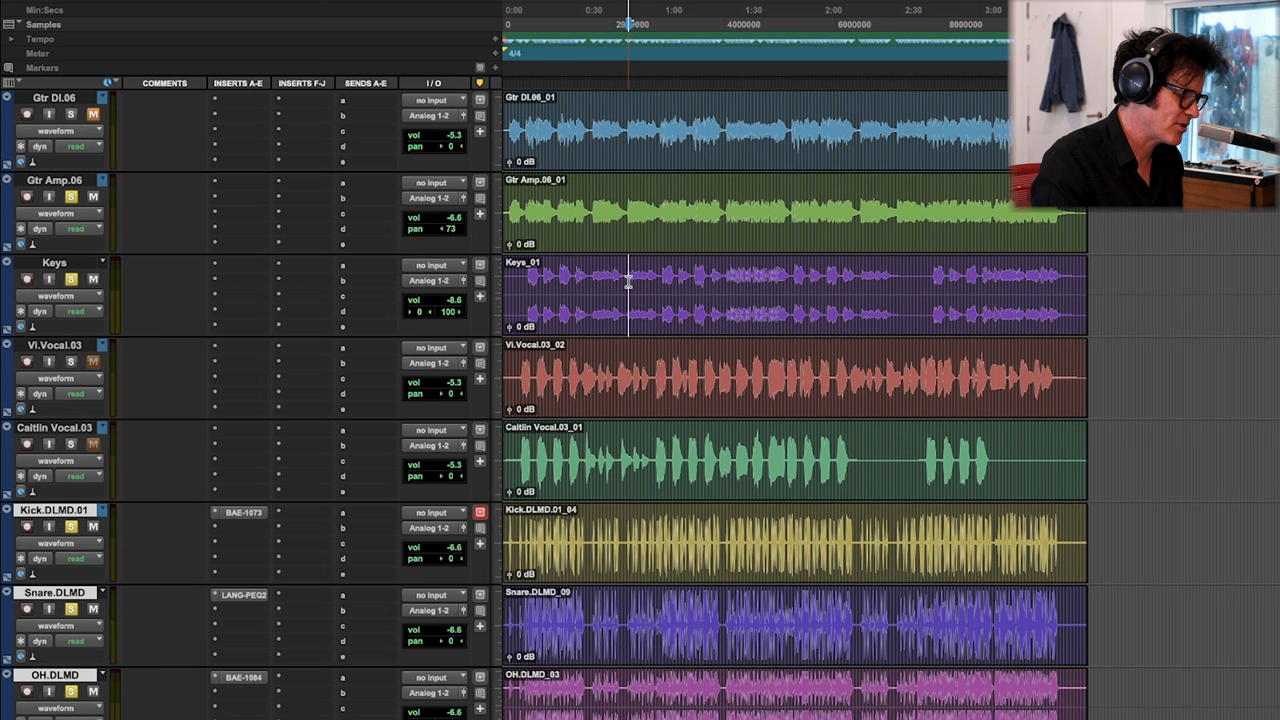 Min:Secs 0:00 0:30 1:00 1:30 2:00 2:30 3:00
Samples 0 4000000 6000000 8000000
Tempo
Meter 4/4
Markers
COMMENTS INSERTS A-E INSERTS F-J SENDS A-E I / O
Gtr DI.06 a no input Gtr DI.06_01
I S M b Analog 1-2
waveform c vol -5.3
dyn read d pan 0
e 0 dB
Gtr Amp.06 a no input Gtr Amp.06_01
I S M b Analog 1-2
waveform c vol -6.6
dyn read d pan 73
e 0 dB
Keys a no input Keys_01
I S M b Analog 1-2
waveform c vol -8.6
dyn read d 0 100
e 0 dB
Vi.Vocal.03 a no input Vi.Vocal.03_02
I S M b Analog 1-2
waveform c vol -5.3
dyn read d pan 0
e 0 dB
Caitlin Vocal.03 a no input Caitlin Vocal.03_01
I S M b Analog 1-2
waveform c vol -5.3
dyn read d pan 0
e 0 dB
Kick.DLMD.01 BAE-1073 a no input Kick.DLMD.01_04
I S M b Analog 1-2
waveform c vol -6.6
dyn read d pan 0
e 0 dB
Snare.DLMD LANG-PEQ2 a no input Snare.DLMD_09
I S M b Analog 1-2
waveform c vol -6.6
dyn read d pan 0
e 0 dB
OH.DLMD BAE-1084 a no input OH.DLMD_03
I S M b Analog 1-2
waveform c vol -6.6